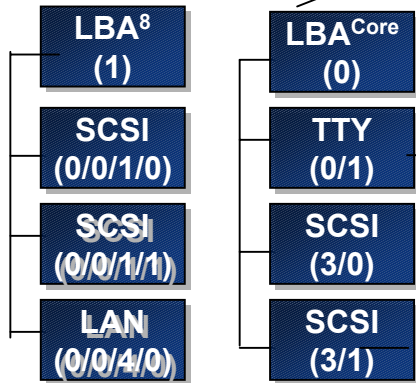 LBA⁸
(1)
SCSI
(0/0/1/0)
SCSI
(0/0/1/1)
LAN
(0/0/4/0)
LBAᶜᵒʳᵉ
(0)
TTY
(0/1)
SCSI
(3/0)
SCSI
(3/1)